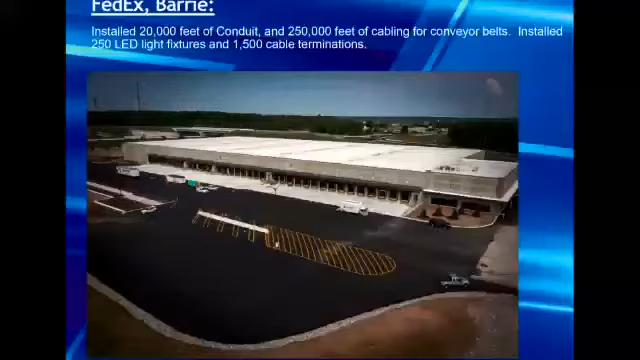 FedEx, Barrie:
Installed 20,000 feet of Conduit, and 250,000 feet of cabling for conveyor belts.  Installed
250 LED light fixtures and 1,500 cable terminations.